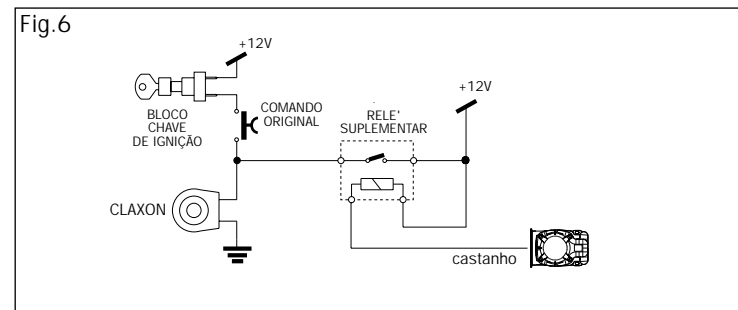 Fig.6
+12V
BLOCO
CHAVE
DE IGNIÇÃO
COMANDO
ORIGINAL
RELE'
SUPLEMENTAR
+12V
CLAXON
castanho